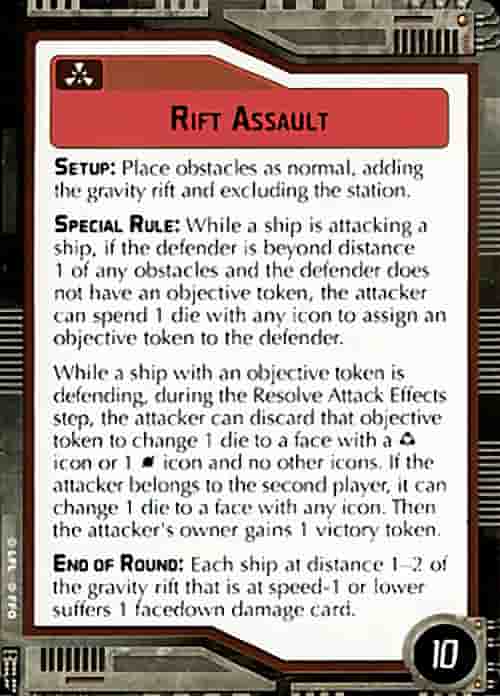 RIFT ASSAULT
SETUP: Place obstacles as normal, adding
the gravity rift and excluding the station.
SPECIAL RULE: While a ship is attacking a
ship, if the defender is beyond distance
1 of any obstacles and the defender does
not have an objective token, the attacker
can spend 1 die with any icon to assign an
objective token to the defender.
While a ship with an objective token is
defending, during the Resolve Attack Effects
step, the attacker can discard that objective
token to change 1 die to a face with a
icon or 1 icon and no other icons. If the
attacker belongs to the second player, it can
change 1 die to a face with any icon. Then
the attacker's owner gains 1 victory token.
END OF ROUND: Each ship at distance 1–2 of
the gravity rift that is at speed-1 or lower
suffers 1 facedown damage card.
10
© LFL © FFG